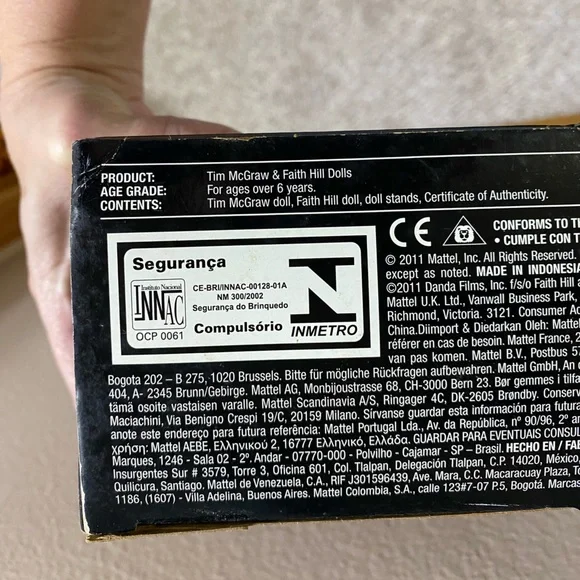 PRODUCT: Tim McGraw & Faith Hill Dolls
AGE GRADE: For ages over 6 years.
CONTENTS: Tim McGraw doll, Faith Hill doll, doll stands, Certificate of Authenticity.
CE CONFORMS TO TH
• CUMPLE CON T
© 2011 Mattel, Inc. All Rights Reserved.
except as noted. MADE IN INDONESIA
©2011 Danda Films, Inc. f/s/o Faith Hill a
Mattel U.K. Ltd., Vanwall Business Park,
Richmond, Victoria. 3121. Consumer Ad
China.Diimport & Diedarkan Oleh: Mattel
référer en cas de besoin. Mattel France, 2
Mattel B.V., Postbus 57
Segurança
Instituto Nacional
INNAC
OCP 0061
CE-BRI/INNAC-00128-01A
NM 300/2002
Segurança do Brinquedo
Compulsório
INMETRO
Bogota 202 – B 275, 1020 Brussels. Bitte für mögliche Rückfragen aufbewahren. Mattel GmbH, An d
404, A- 2345 Brunn/Gebirge. Mattel AG, Monbijoustrasse 68, CH-3000 Bern 23. Bør gemmes i tilfæ
tämä osoite vastaisen varalle. Mattel Scandinavia A/S, Ringager 4C, DK-2605 Brøndby. Conserva
Maciachini, Via Benigno Crespi 19/C, 20159 Milano. Sírvanse guardar esta información para futura
anote este endereço para futura referência: Mattel Portugal Lda., Av. da República, nº 90/96, 2º an
χρήση: Mattel AEBE, Ελληνικού 2, 16777 Ελληνικό, Ελλάδα. GUARDAR PARA EVENTUAIS CONSUL
Marques, 1246 - Sala 02 - 2º. Andar - 07770-000 - Polvilho - Cajamar - SP – Brasil. HECHO EN / FAB
Insurgentes Sur # 3579, Torre 3, Oficina 601, Col. Tlalpan, Delegación Tlalpan, C.P. 14020, México,
Quilicura, Santiago. Mattel de Venezuela, C.A., RIF J301596439, Ave. Mara, C.C. Macaracuay Plaza, To
1186, (1607) - Villa Adelina, Buenos Aires. Mattel Colombia, S.A., calle 123#7-07 P.5, Bogotá. Marcas